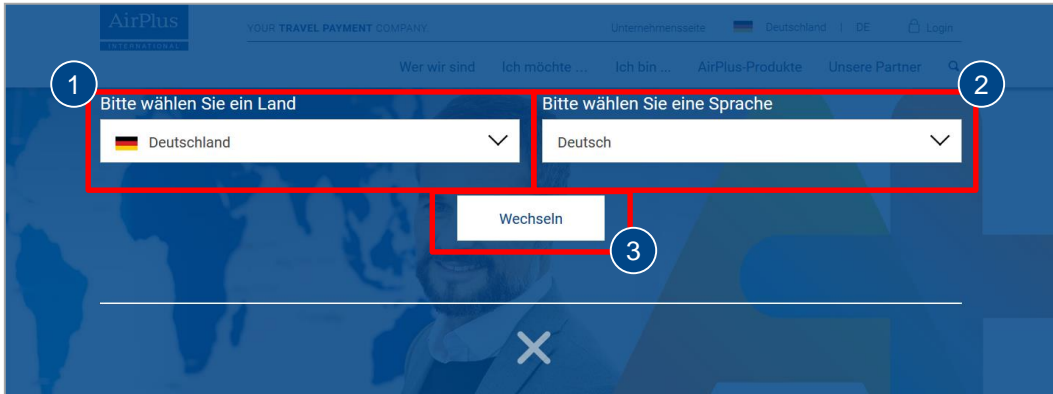 AirPlus
INTERNATIONAL
YOUR TRAVEL PAYMENT COMPANY.
Unternehmensseite Deutschland | DE Login
Wer wir sind Ich möchte ... Ich bin ... AirPlus-Produkte Unsere Partner
1
2
Bitte wählen Sie ein Land
Bitte wählen Sie eine Sprache
Deutschland
Deutsch
Wechseln
3